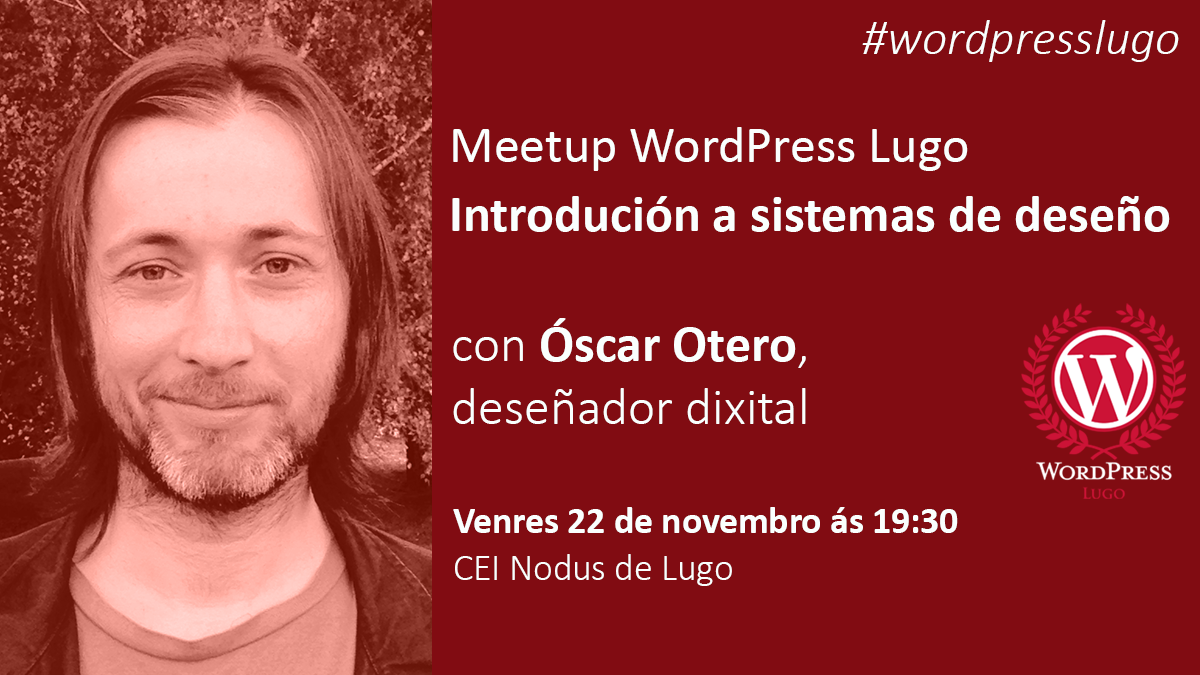 #wordpresslugo
Meetup WordPress Lugo
Introdución a sistemas de deseño
con Óscar Otero,
deseñador dixital
W
WORDPRESS
LUGO
Venres 22 de novembro ás 19:30
CEI Nodus de Lugo